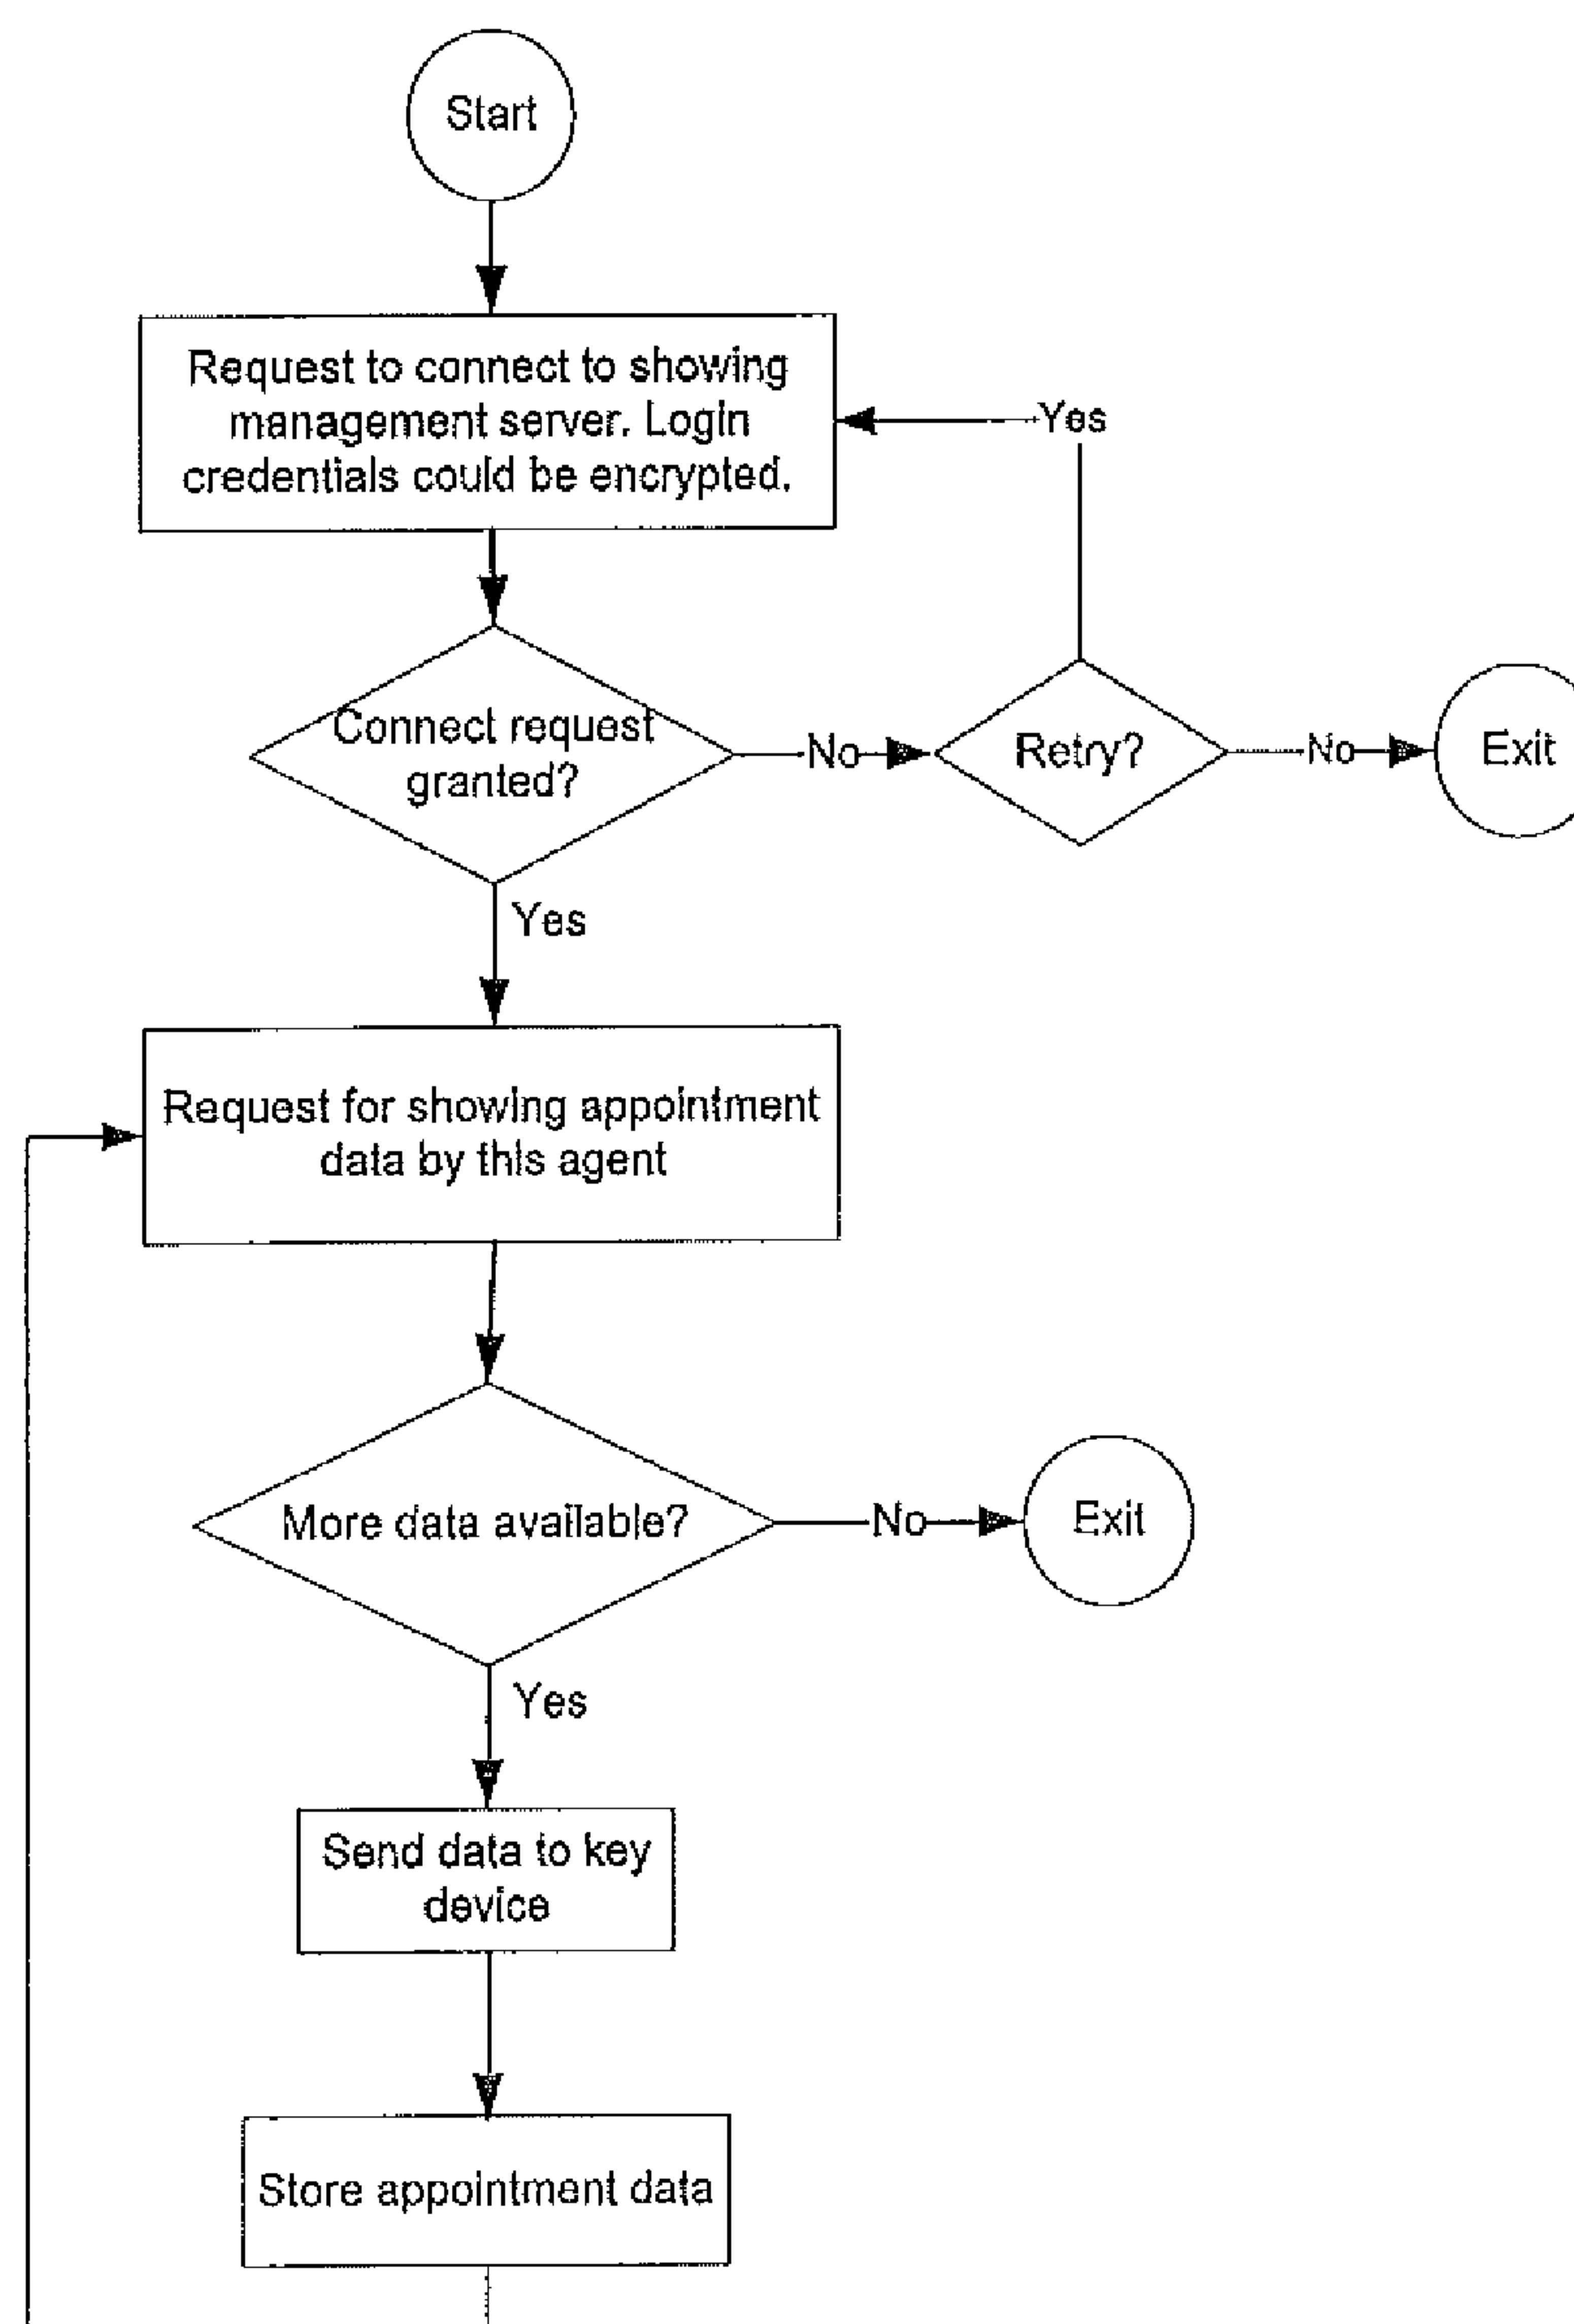 Start
Request to connect to showing
management server. Login
credentials could be encrypted.
Yes
Connect request
granted?
No
Retry?
No
Exit
Yes
Request for showing appointment
data by this agent
More data available?
No
Exit
Yes
Send data to key
device
Store appointment data